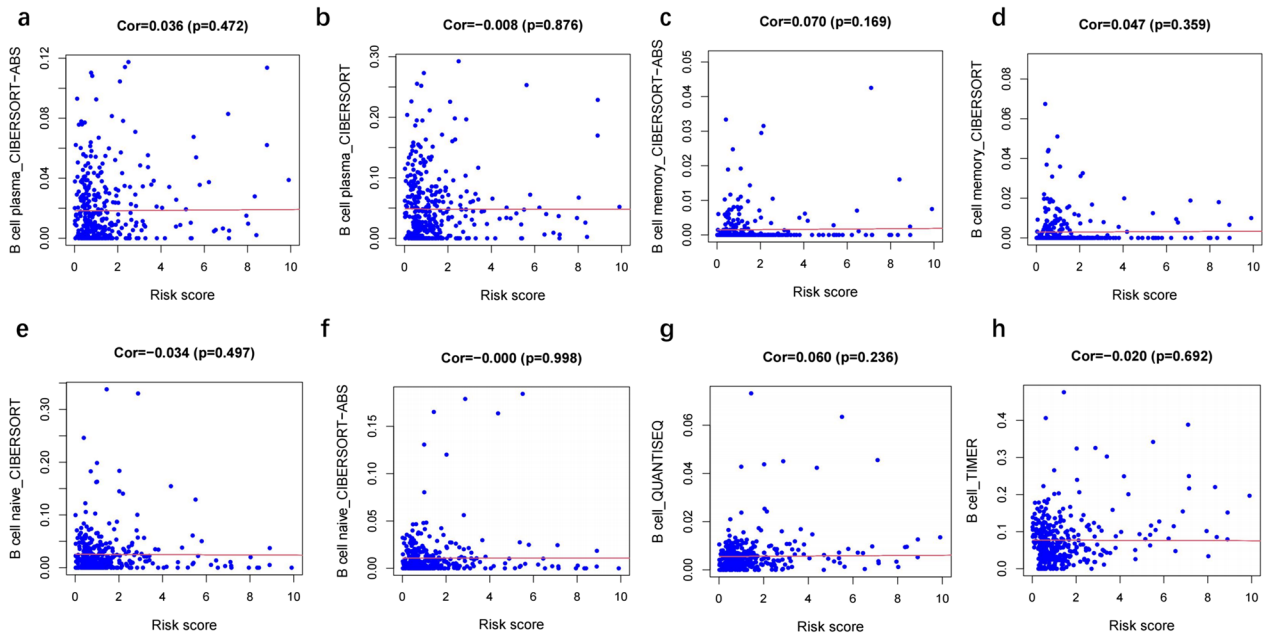 a
Cor=0.036 (p=0.472)
B cell plasma_CIBERSORT−ABS
0.00 0.04 0.08 0.12
0 2 4 6 8 10
Risk score
b
Cor=−0.008 (p=0.876)
B cell plasma_CIBERSORT
0.00 0.10 0.20 0.30
0 2 4 6 8 10
Risk score
c
Cor=0.070 (p=0.169)
B cell memory_CIBERSORT−ABS
0.00 0.01 0.02 0.03 0.04 0.05
0 2 4 6 8 10
Risk score
d
Cor=0.047 (p=0.359)
B cell memory_CIBERSORT
0.00 0.02 0.04 0.06 0.08
0 2 4 6 8 10
Risk score
e
Cor=−0.034 (p=0.497)
B cell naive_CIBERSORT
0.00 0.10 0.20 0.30
0 2 4 6 8 10
Risk score
f
Cor=−0.000 (p=0.998)
B cell naive_CIBERSORT−ABS
0.00 0.05 0.10 0.15
0 2 4 6 8 10
Risk score
g
Cor=0.060 (p=0.236)
B cell_QUANTISEQ
0.00 0.02 0.04 0.06
0 2 4 6 8 10
Risk score
h
Cor=−0.020 (p=0.692)
B cell_TIMER
0.0 0.1 0.2 0.3 0.4
0 2 4 6 8 10
Risk score